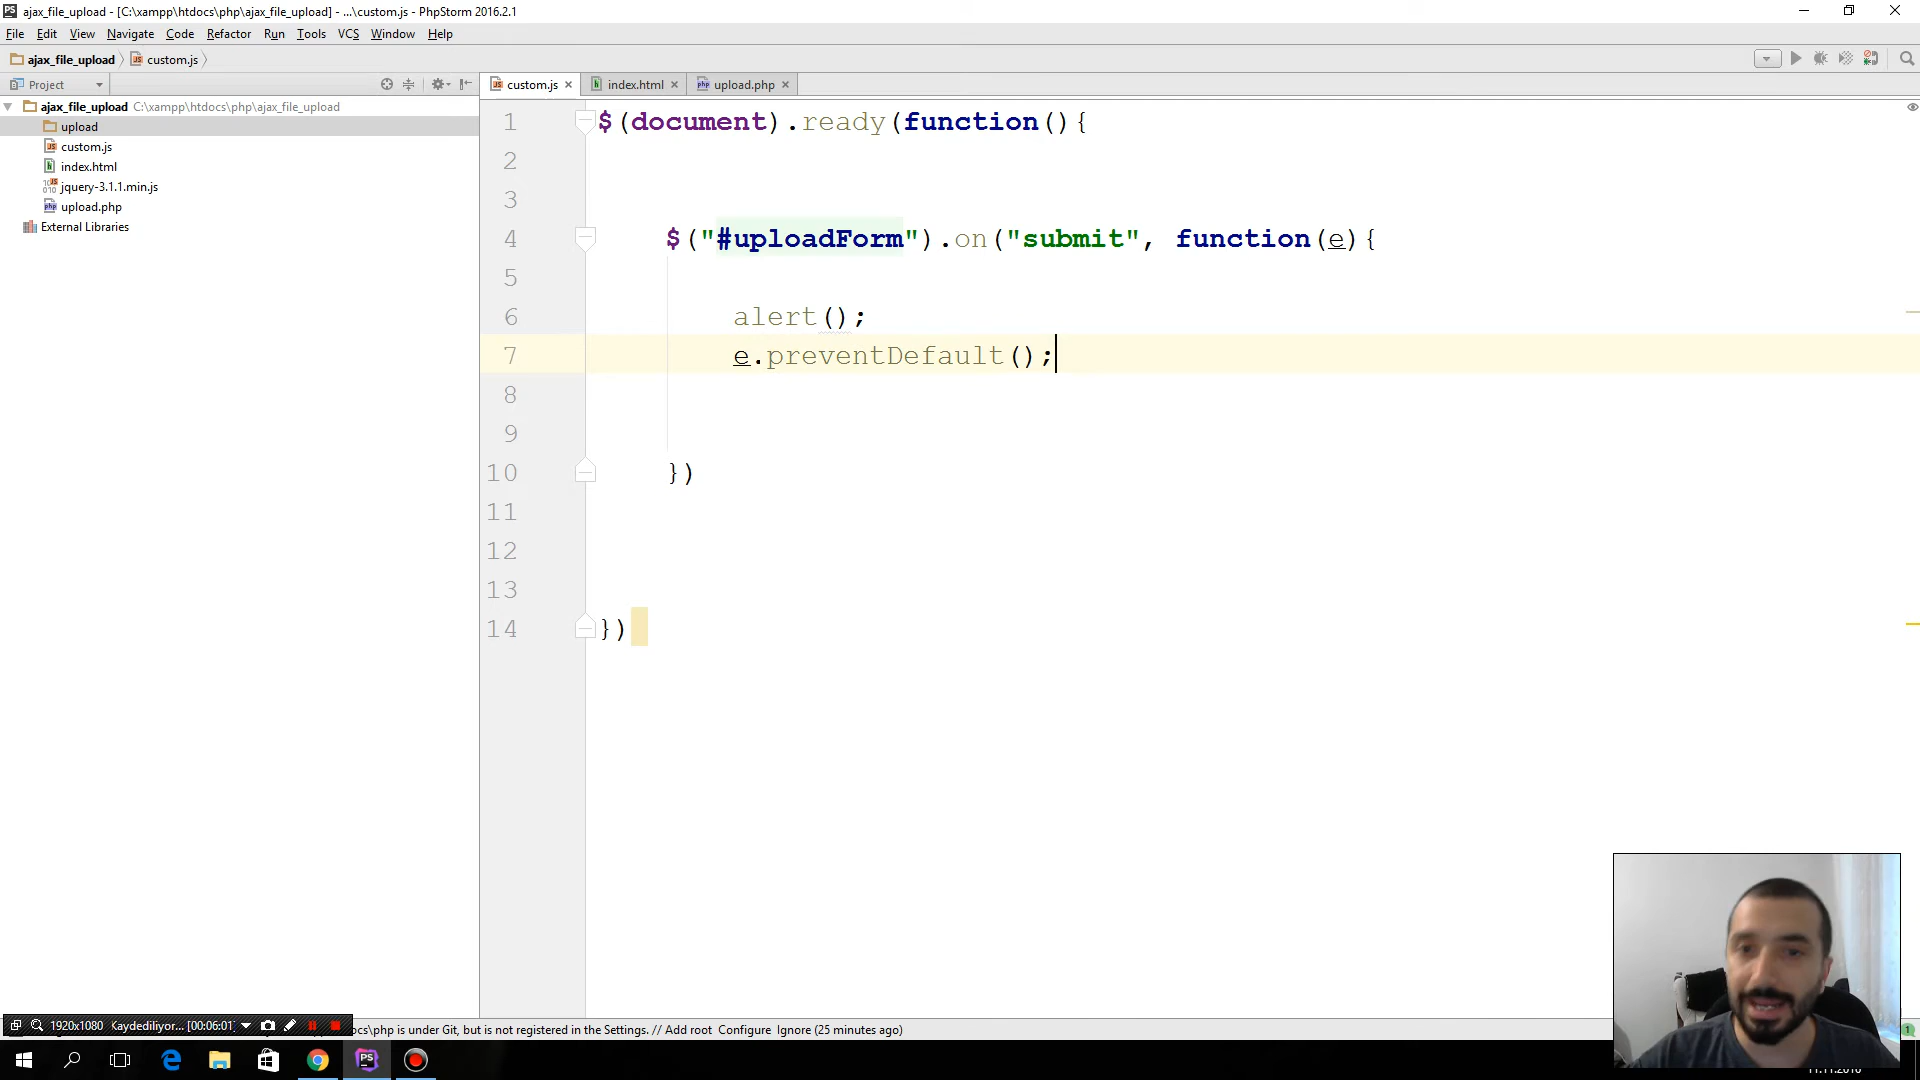 ajax_file_upload - [C:\xampp\htdocs\php\ajax_file_upload] - ...\custom.js - PhpStorm 2016.2.1
File Edit View Navigate Code Refactor Run Tools VCS Window Help
ajax_file_upload custom.js
Project
custom.js index.html upload.php
ajax_file_upload C:\xampp\htdocs\php\ajax_file_upload
upload
custom.js
index.html
jquery-3.1.1.min.js
upload.php
External Libraries
1 $(document).ready(function(){
2
3
4 $("#uploadForm").on("submit", function(e){
5
6 alert();
7 e.preventDefault();
8
9
10 })
11
12
13
14 })
1920x1080 Kaydediliyor... [00:06:01]
ocs\php is under Git, but is not registered in the Settings. // Add root Configure Ignore (25 minutes ago)